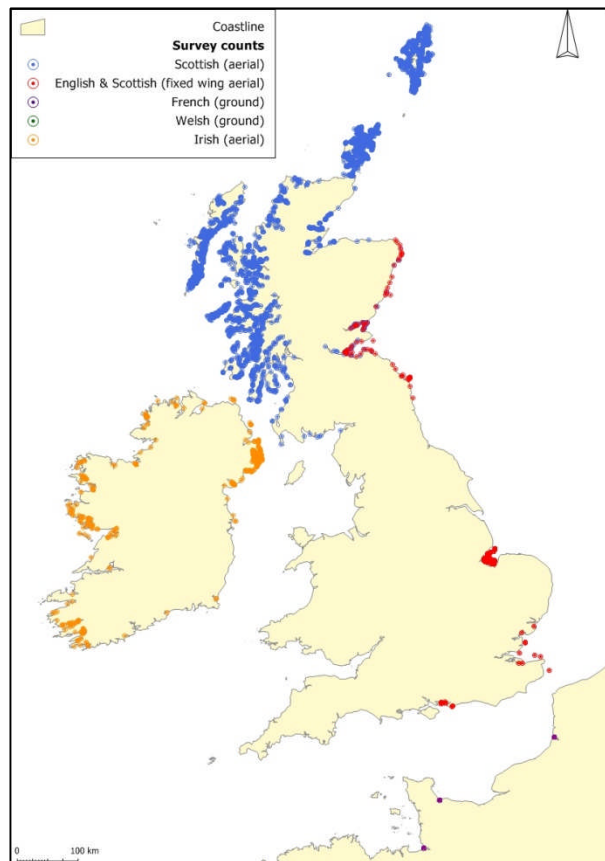 Coastline
Survey counts
Scottish (aerial)
English & Scottish (fixed wing aerial)
French (ground)
Welsh (ground)
Irish (aerial)
0 100 km